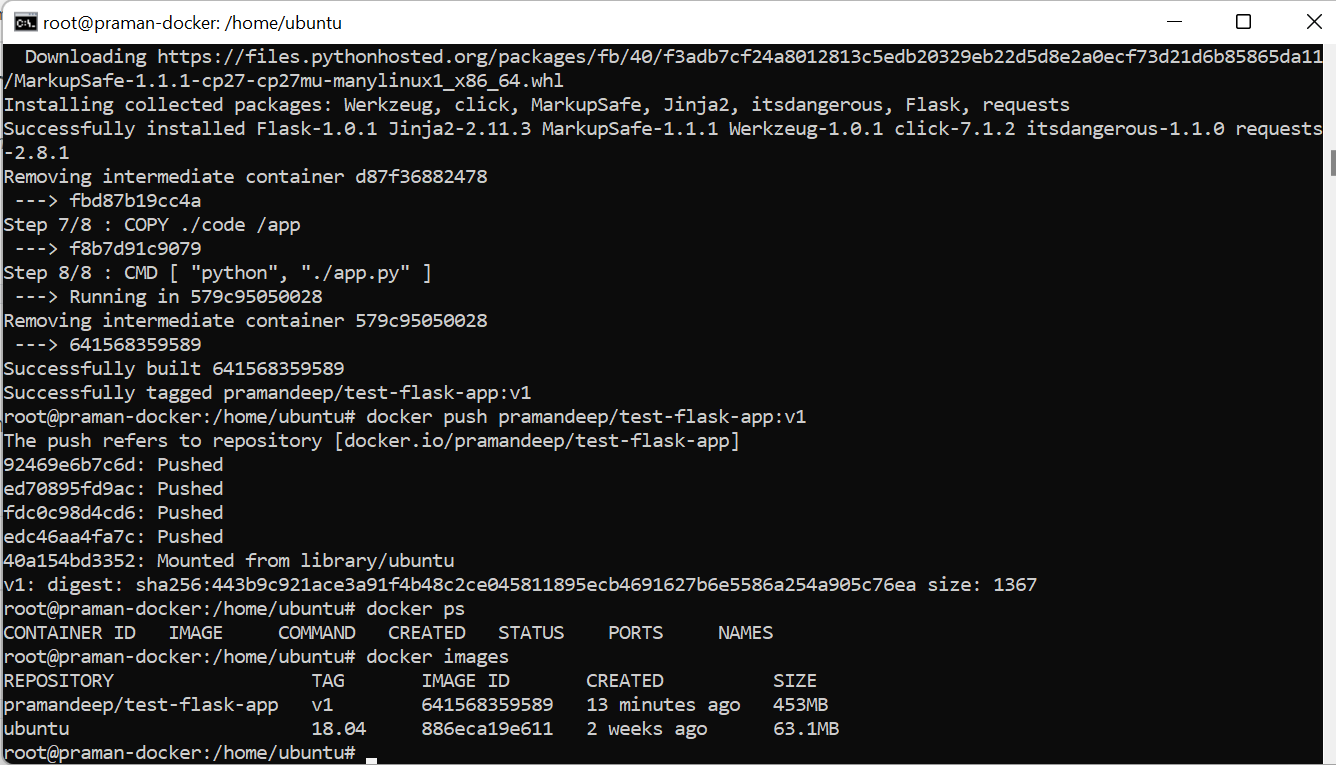 root@praman-docker: /home/ubuntu
  Downloading https://files.pythonhosted.org/packages/fb/40/f3adb7cf24a8012813c5edb20329eb22d5d8e2a0ecf73d21d6b85865da11
/MarkupSafe-1.1.1-cp27-cp27mu-manylinux1_x86_64.whl
Installing collected packages: Werkzeug, click, MarkupSafe, Jinja2, itsdangerous, Flask, requests
Successfully installed Flask-1.0.1 Jinja2-2.11.3 MarkupSafe-1.1.1 Werkzeug-1.0.1 click-7.1.2 itsdangerous-1.1.0 requests
-2.8.1
Removing intermediate container d87f36882478
 ---> fbd87b19cc4a
Step 7/8 : COPY ./code /app
 ---> f8b7d91c9079
Step 8/8 : CMD [ "python", "./app.py" ]
 ---> Running in 579c95050028
Removing intermediate container 579c95050028
 ---> 641568359589
Successfully built 641568359589
Successfully tagged pramandeep/test-flask-app:v1
root@praman-docker:/home/ubuntu# docker push pramandeep/test-flask-app:v1
The push refers to repository [docker.io/pramandeep/test-flask-app]
92469e6b7c6d: Pushed
ed70895fd9ac: Pushed
fdc0c98d4cd6: Pushed
edc46aa4fa7c: Pushed
40a154bd3352: Mounted from library/ubuntu
v1: digest: sha256:443b9c921ace3a91f4b48c2ce045811895ecb4691627b6e5586a254a905c76ea size: 1367
root@praman-docker:/home/ubuntu# docker ps
CONTAINER ID   IMAGE     COMMAND   CREATED   STATUS    PORTS     NAMES
root@praman-docker:/home/ubuntu# docker images
REPOSITORY                  TAG       IMAGE ID       CREATED          SIZE
pramandeep/test-flask-app   v1        641568359589   13 minutes ago   453MB
ubuntu                      18.04     886eca19e611   2 weeks ago      63.1MB
root@praman-docker:/home/ubuntu#